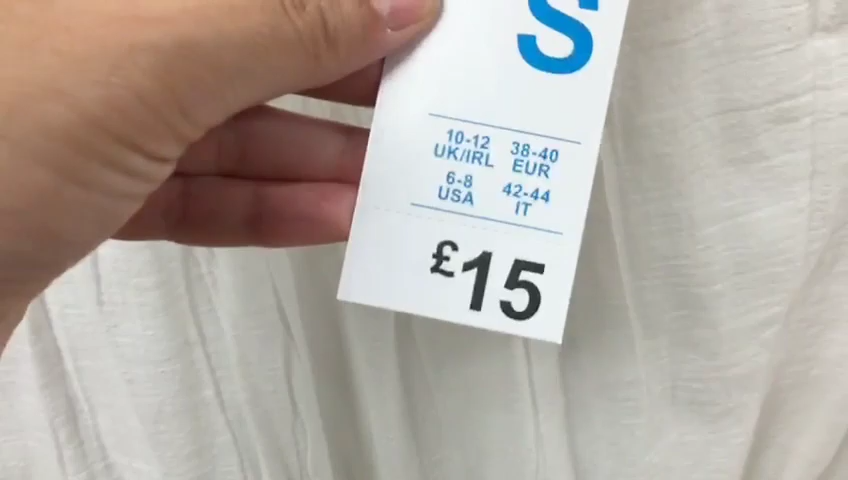 S
10-12 38-40
UK/IRL EUR
6-8 42-44
USA IT
£15